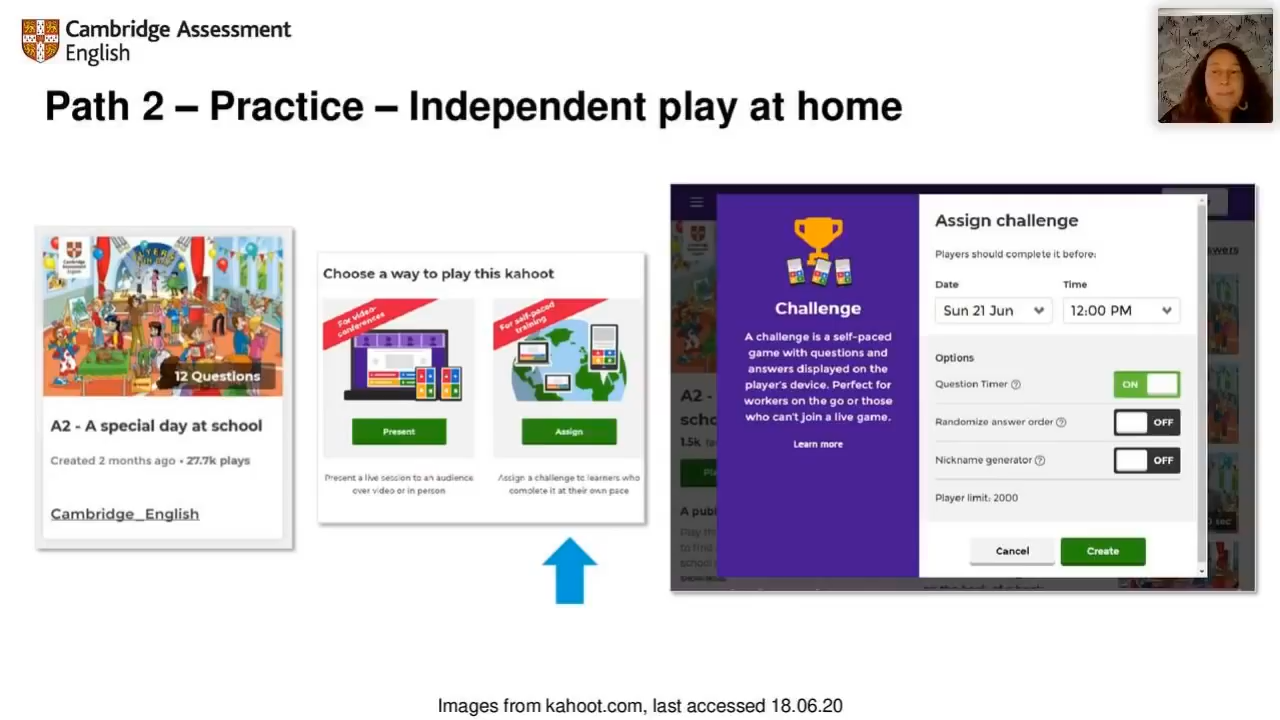 Cambridge Assessment
English
Path 2 – Practice – Independent play at home
Cambridge
Assessment
English
12 Questions
A2 - A special day at school
Created 2 months ago • 27.7k plays
Cambridge_English
Choose a way to play this kahoot
For video-
conferences
For self-paced
training
Present
Assign
Present a live session to an audience
over video or in person
Assign a challenge to learners who
complete it at their own pace
Challenge
A challenge is a self-paced
game with questions and
answers displayed on the
player's device. Perfect for
workers on the go or those
who can't join a live game.
Learn more
Assign challenge
Players should complete it before:
Date
Time
Sun 21 Jun
12:00 PM
Options
Question Timer
ON
Randomize answer order
OFF
Nickname generator
OFF
Player limit: 2000
Cancel
Create
A2 -
1.5k
A pub
Images from kahoot.com, last accessed 18.06.20